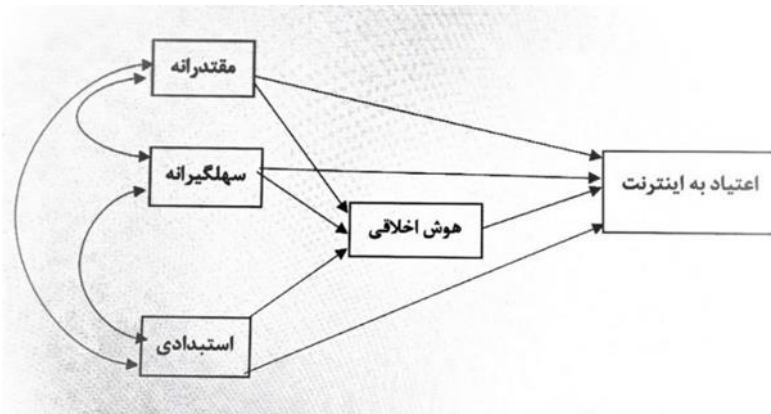 مقتدرانه
سهلگیرانه
اعتیاد به اینترنت
هوش اخلاقی
استبدادی